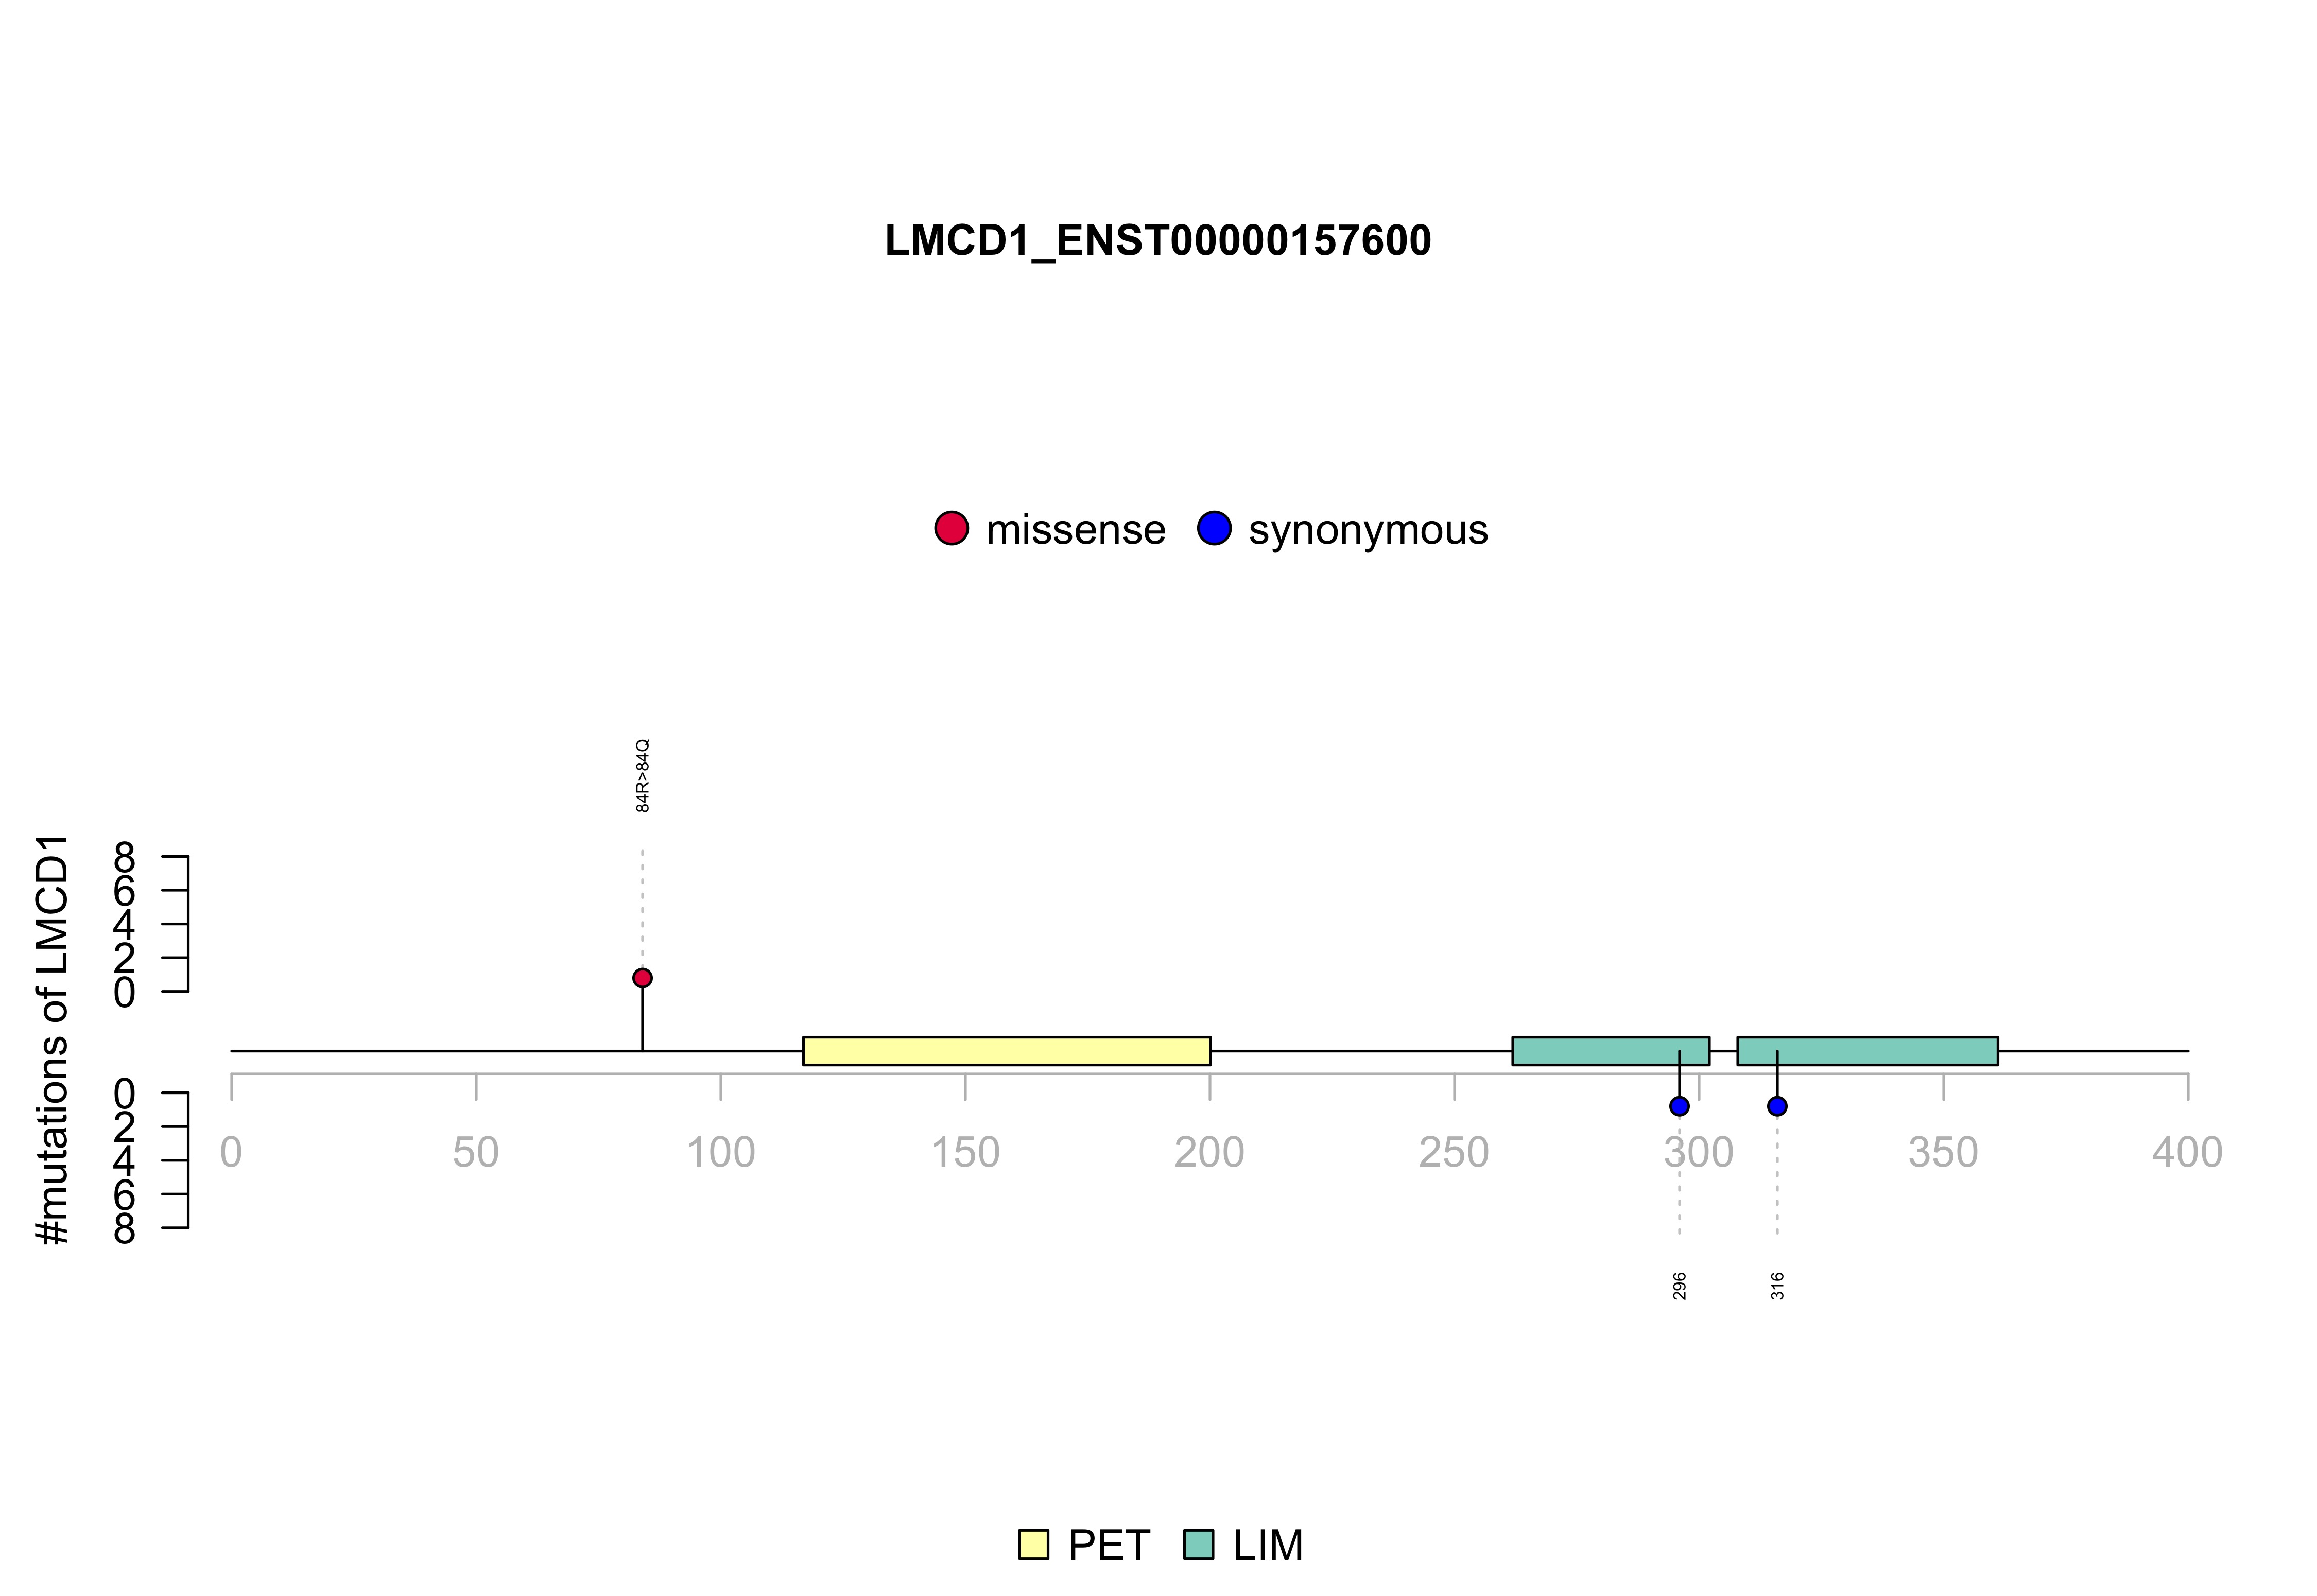 LMCD1_ENST00000157600
missense synonymous
84R>84Q
#mutations of LMCD1
8
6
4
2
0
0
2
4
6
8
0 50 100 150 200 250 300 350 400
296 316
PET LIM